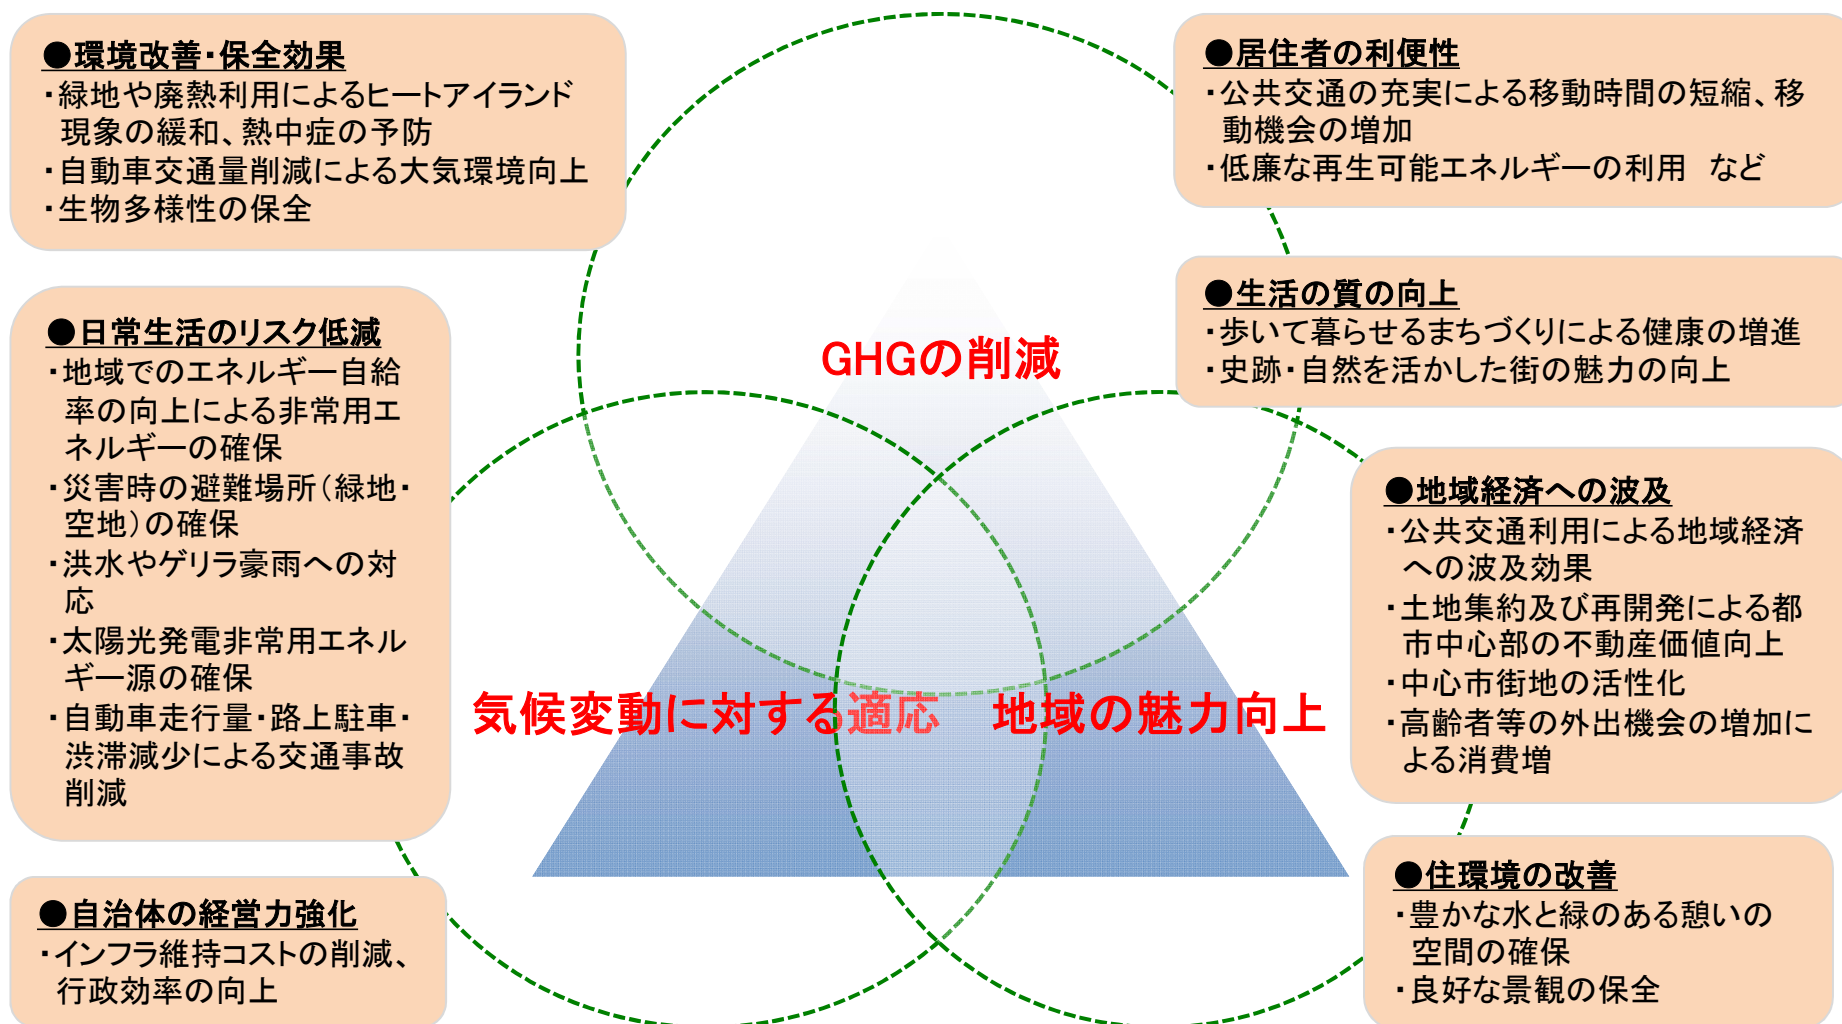 ●環境改善・保全効果
・緑地や廃熱利用によるヒートアイランド
現象の緩和、熱中症の予防
・自動車交通量削減による大気環境向上
・生物多様性の保全
●日常生活のリスク低減
・地域でのエネルギー自給
率の向上による非常用エ
ネルギーの確保
・災害時の避難場所（緑地・
空地）の確保
・洪水やゲリラ豪雨への対
応
・太陽光発電非常用エネル
ギー源の確保
・自動車走行量・路上駐車・
渋滞減少による交通事故
削減
●自治体の経営力強化
・インフラ維持コストの削減、
行政効率の向上
GHGの削減
気候変動に対する適応
地域の魅力向上
●居住者の利便性
・公共交通の充実による移動時間の短縮、移
動機会の増加
・低廉な再生可能エネルギーの利用　など
●生活の質の向上
・歩いて暮らせるまちづくりによる健康の増進
・史跡・自然を活かした街の魅力の向上
●地域経済への波及
・公共交通利用による地域経済
への波及効果
・土地集約及び再開発による都
市中心部の不動産価値向上
・中心市街地の活性化
・高齢者等の外出機会の増加に
よる消費増
●住環境の改善
・豊かな水と緑のある憩いの
空間の確保
・良好な景観の保全